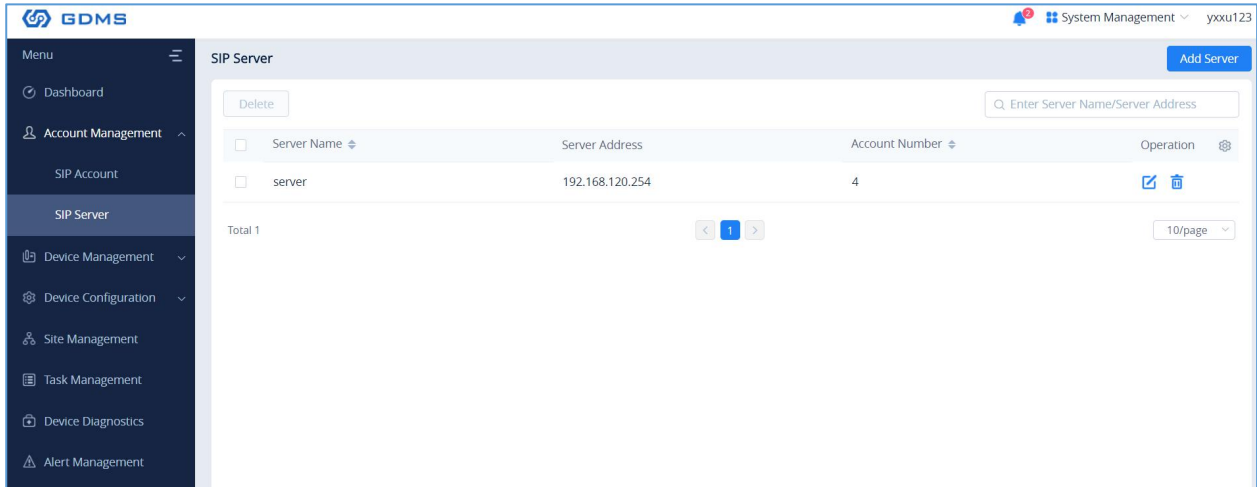 GDMS
2
System Management
yxxu123
Menu
SIP Server
Add Server
Dashboard
Delete
Enter Server Name/Server Address
Account Management
Server Name
Server Address
Account Number
Operation
SIP Account
server
192.168.120.254
4
SIP Server
Total 1
1
10/page
Device Management
Device Configuration
Site Management
Task Management
Device Diagnostics
Alert Management